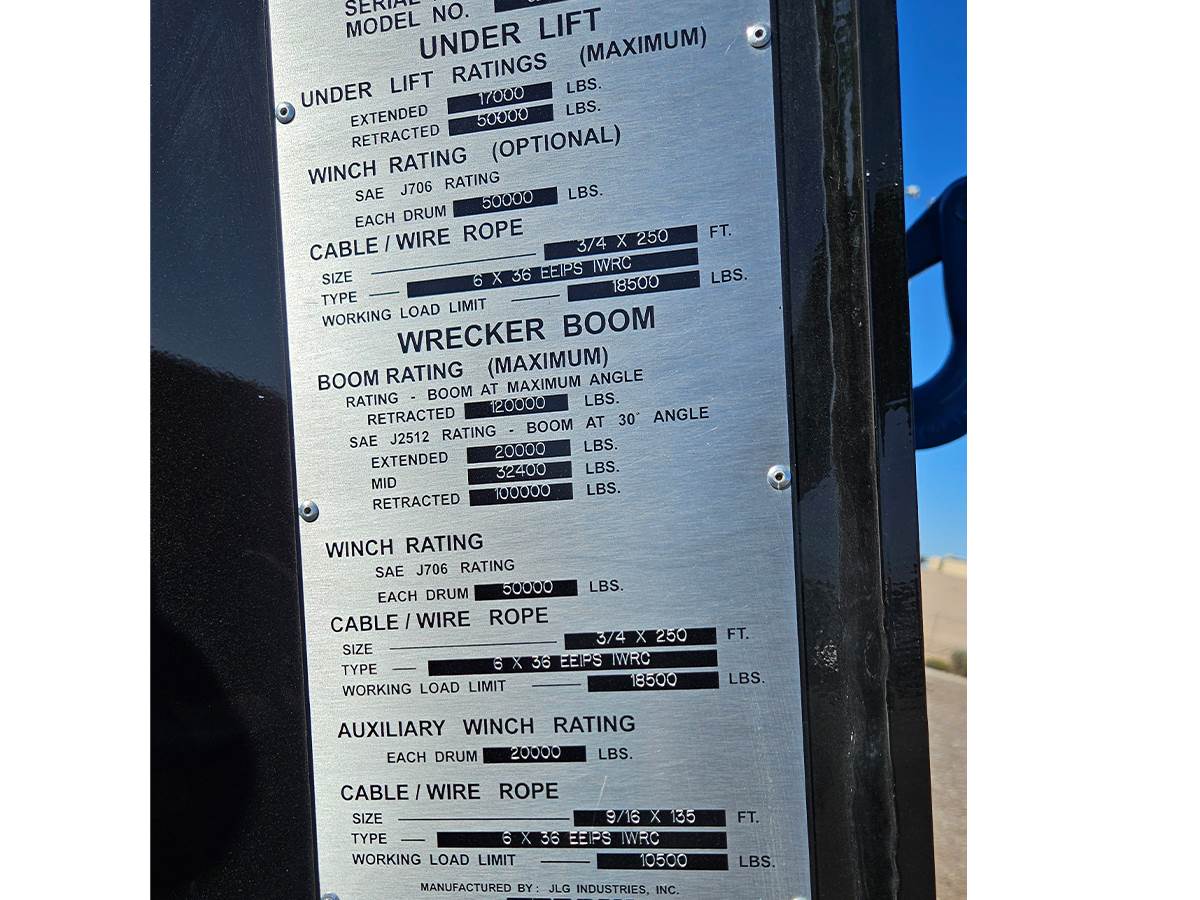 SERIAL
MODEL NO.
UNDER LIFT
UNDER LIFT RATINGS (MAXIMUM)
EXTENDED 17000 LBS.
RETRACTED 50000 LBS.
WINCH RATING (OPTIONAL)
SAE J706 RATING
EACH DRUM 50000 LBS.
CABLE / WIRE ROPE
SIZE 3/4 X 250 FT.
TYPE 6 X 36 EEIPS IWRC
WORKING LOAD LIMIT 18500 LBS.
WRECKER BOOM
BOOM RATING (MAXIMUM)
RATING - BOOM AT MAXIMUM ANGLE
RETRACTED 120000 LBS.
SAE J2512 RATING - BOOM AT 30° ANGLE
EXTENDED 20000 LBS.
MID 32400 LBS.
RETRACTED 100000 LBS.
WINCH RATING
SAE J706 RATING
EACH DRUM 50000 LBS.
CABLE / WIRE ROPE
SIZE 3/4 X 250 FT.
TYPE 6 X 36 EEIPS IWRC
WORKING LOAD LIMIT 18500 LBS.
AUXILIARY WINCH RATING
EACH DRUM 20000 LBS.
CABLE / WIRE ROPE
SIZE 9/16 X 135 FT.
TYPE 6 X 36 EEIPS IWRC
WORKING LOAD LIMIT 10500 LBS.
MANUFACTURED BY: JLG INDUSTRIES, INC.